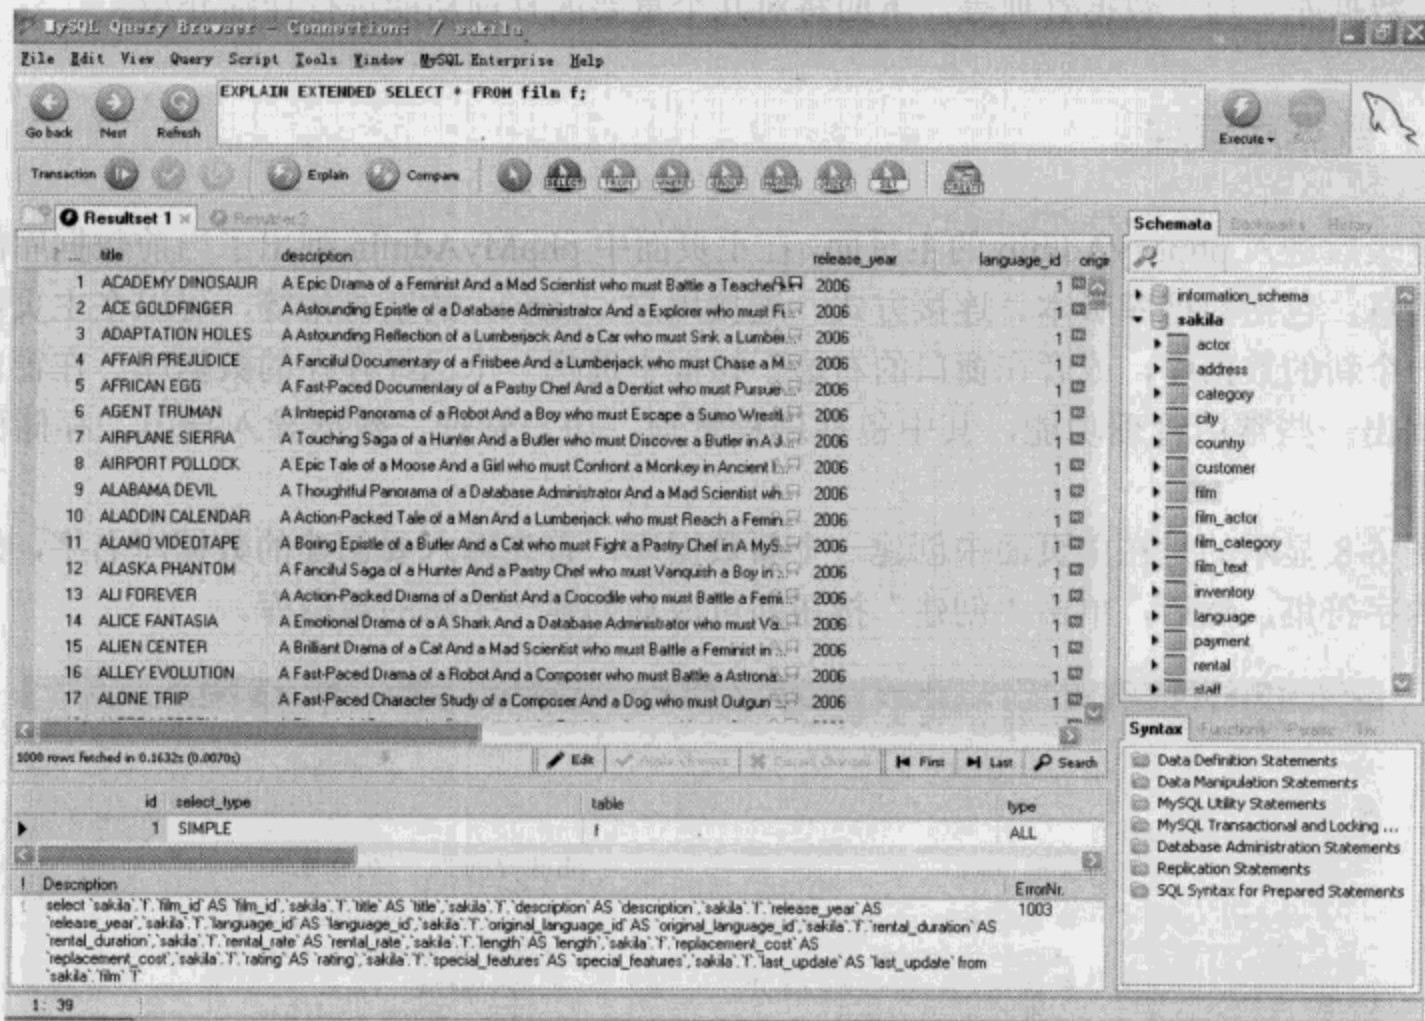 MySQL Query Browser - Connection: / sakila
File Edit View Query Script Tools Window MySQL Enterprise Help
EXPLAIN EXTENDED SELECT * FROM film f;
Go back Next Refresh
Execute
Transaction Explain Compare SELECT FROM WHERE GROUP HAVING ORDER SET
Resultset 1 Resultset 2
title description release_year language_id origi
1 ACADEMY DINOSAUR A Epic Drama of a Feminist And a Mad Scientist who must Battle a Teacher 2006 1
2 ACE GOLDFINGER A Astounding Epistle of a Database Administrator And a Explorer who must Fi... 2006 1
3 ADAPTATION HOLES A Astounding Reflection of a Lumberjack And a Car who must Sink a Lumber 2006 1
4 AFFAIR PREJUDICE A Fanciful Documentary of a Frisbee And a Lumberjack who must Chase a M... 2006 1
5 AFRICAN EGG A Fast-Paced Documentary of a Pastry Chef And a Dentist who must Pursue 2006 1
6 AGENT TRUMAN A Intrepid Panorama of a Robot And a Boy who must Escape a Sumo Wrestl... 2006 1
7 AIRPLANE SIERRA A Touching Saga of a Hunter And a Butler who must Discover a Butler in A J... 2006 1
8 AIRPORT POLLOCK A Epic Tale of a Moose And a Girl who must Confront a Monkey in Ancient I... 2006 1
9 ALABAMA DEVIL A Thoughtful Panorama of a Database Administrator And a Mad Scientist wh... 2006 1
10 ALADDIN CALENDAR A Action-Packed Tale of a Man And a Lumberjack who must Reach a Femin... 2006 1
11 ALAMO VIDEOTAPE A Boring Epistle of a Butler And a Cat who must Fight a Pastry Chef in A MyS... 2006 1
12 ALASKA PHANTOM A Fanciful Saga of a Hunter And a Pastry Chef who must Vanquish a Boy in ... 2006 1
13 ALI FOREVER A Action-Packed Drama of a Dentist And a Crocodile who must Battle a Femi... 2006 1
14 ALICE FANTASIA A Emotional Drama of a A Shark And a Database Administrator who must Va... 2006 1
15 ALIEN CENTER A Brilliant Drama of a Cat And a Mad Scientist who must Battle a Feminist in ... 2006 1
16 ALLEY EVOLUTION A Fast-Paced Drama of a Robot And a Composer who must Battle a Astrona... 2006 1
17 ALONE TRIP A Fast-Paced Character Study of a Composer And a Dog who must Outgun ... 2006 1
1000 rows fetched in 0.1632s (0.0070s) Edit Apply Changes Discard Changes First Last Search
id select_type table type
1 SIMPLE f ALL
! Description ErrorNr.
select `sakila`.`f`.`film_id` AS `film_id`,`sakila`.`f`.`title` AS `title`,`sakila`.`f`.`description` AS `description`,`sakila`.`f`.`release_year` AS 1003
`release_year`,`sakila`.`f`.`language_id` AS `language_id`,`sakila`.`f`.`original_language_id` AS `original_language_id`,`sakila`.`f`.`rental_duration` AS
`rental_duration`,`sakila`.`f`.`rental_rate` AS `rental_rate`,`sakila`.`f`.`length` AS `length`,`sakila`.`f`.`replacement_cost` AS
`replacement_cost`,`sakila`.`f`.`rating` AS `rating`,`sakila`.`f`.`special_features` AS `special_features`,`sakila`.`f`.`last_update` AS `last_update` from
`sakila`.`film` `f`
1: 39
Schemata Bookmarks History
information_schema
sakila
actor
address
category
city
country
customer
film
film_actor
film_category
film_text
inventory
language
payment
rental
staff
Syntax Functions Params Trx
Data Definition Statements
Data Manipulation Statements
MySQL Utility Statements
MySQL Transactional and Locking ...
Database Administration Statements
Replication Statements
SQL Syntax for Prepared Statements